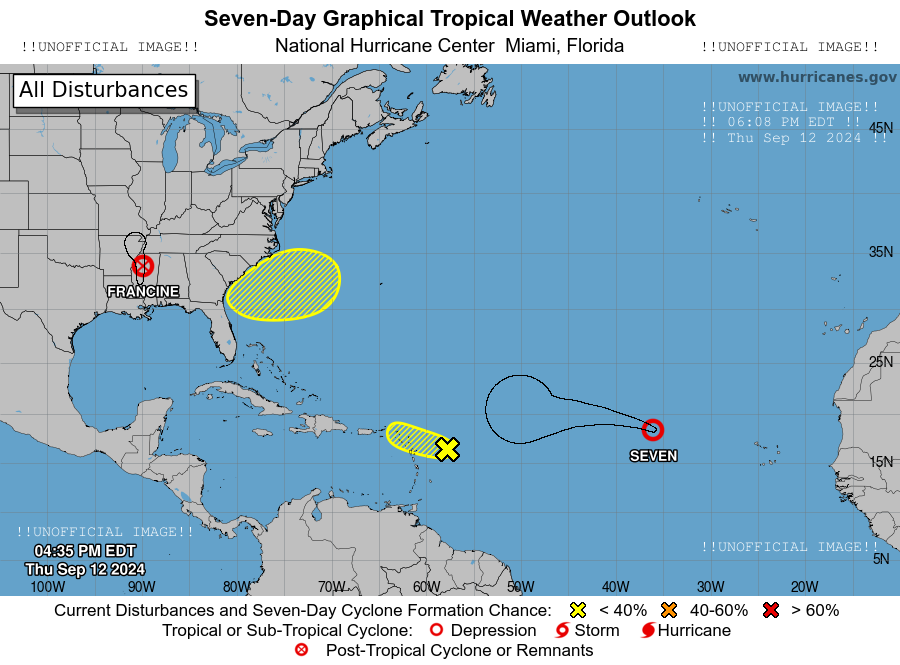 Seven-Day Graphical Tropical Weather Outlook
!!UNOFFICIAL IMAGE!! National Hurricane Center  Miami, Florida !!UNOFFICIAL IMAGE!!
All Disturbances
www.hurricanes.gov
!!UNOFFICIAL IMAGE!!
!! 06:08 PM EDT !!
!! Thu Sep 12 2024 !!
45N
35N
FRANCINE
25N
SEVEN
15N
!!UNOFFICIAL IMAGE!!
04:35 PM EDT
Thu Sep 12 2024
!!UNOFFICIAL IMAGE!!
5N
100W 90W 80W 70W 60W 50W 40W 30W 20W
Current Disturbances and Seven-Day Cyclone Formation Chance: < 40% 40-60% > 60%
Tropical or Sub-Tropical Cyclone: Depression Storm Hurricane
Post-Tropical Cyclone or Remnants